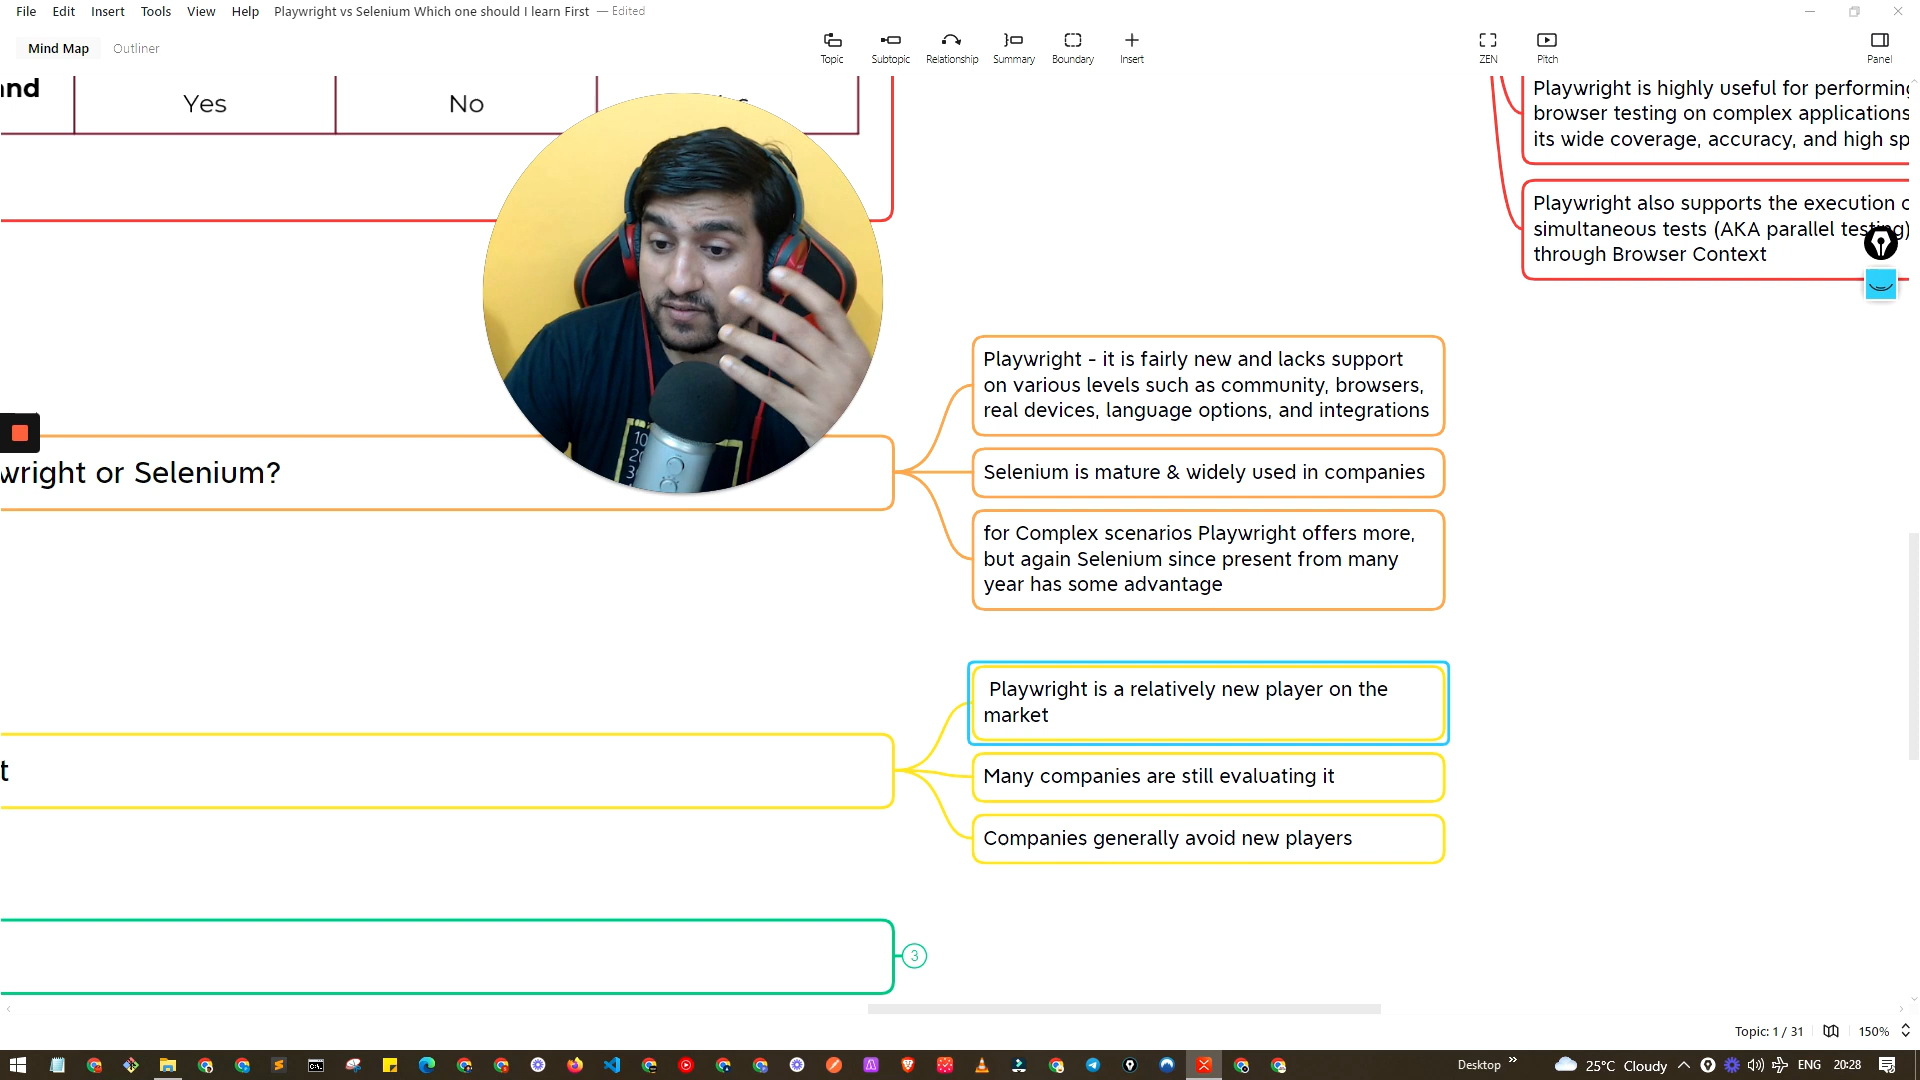 File Edit Insert Tools View Help Playwright vs Selenium Which one should I learn First — Edited
Mind Map Outliner
Topic Subtopic Relationship Summary Boundary Insert ZEN Pitch Panel
and Yes No
Playwright is highly useful for performing
browser testing on complex applications
its wide coverage, accuracy, and high sp
Playwright also supports the execution o
simultaneous tests (AKA parallel testing)
through Browser Context
Playwright - it is fairly new and lacks support
on various levels such as community, browsers,
real devices, language options, and integrations
wright or Selenium?
Selenium is mature & widely used in companies
for Complex scenarios Playwright offers more,
but again Selenium since present from many
year has some advantage
Playwright is a relatively new player on the
market
t
Many companies are still evaluating it
Companies generally avoid new players
3
Topic: 1 / 31 150%
Desktop 25°C Cloudy ENG 20:28